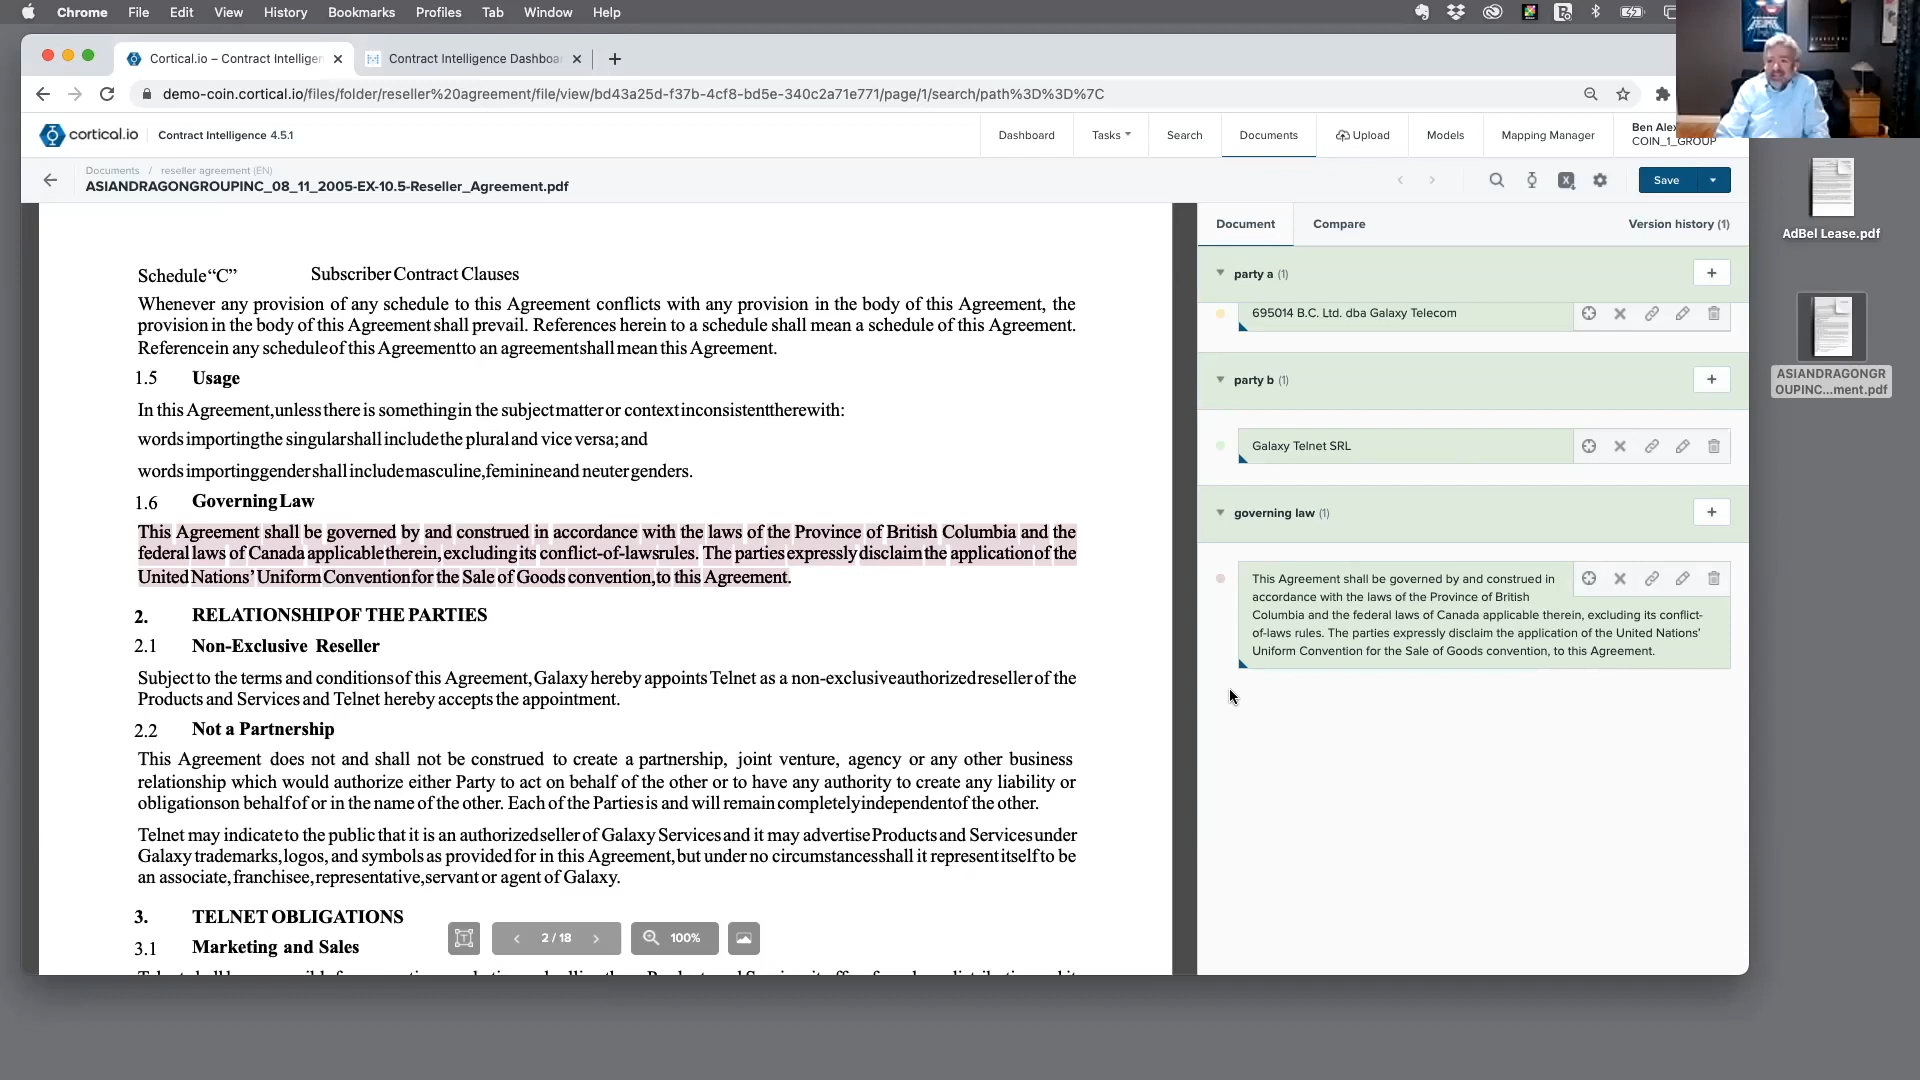 Chrome File Edit View History Bookmarks Profiles Tab Window Help
Cortical.io – Contract Intelligen
Contract Intelligence Dashboa
demo-coin.cortical.io/files/folder/reseller%20agreement/file/view/bd43a25d-f37b-4cf8-bd5e-340c2a71e771/page/1/search/path%3D%3D%7C
cortical.io Contract Intelligence 4.5.1
Dashboard Tasks Search Documents Upload Models Mapping Manager
Ben Alex
COIN_1_GROUP
Documents / reseller agreement (EN)
ASIANDRAGONGROUPINC_08_11_2005-EX-10.5-Reseller_Agreement.pdf
Save
Schedule “C” Subscriber Contract Clauses
Whenever any provision of any schedule to this Agreement conflicts with any provision in the body of this Agreement, the
provision in the body of this Agreement shall prevail. References herein to a schedule shall mean a schedule of this Agreement.
Reference in any schedule of this Agreement to an agreement shall mean this Agreement.
1.5 Usage
In this Agreement, unless there is something in the subject matter or context inconsistent therewith:
words importing the singular shall include the plural and vice versa; and
words importing gender shall include masculine, feminine and neuter genders.
1.6 Governing Law
This Agreement shall be governed by and construed in accordance with the laws of the Province of British Columbia and the
federal laws of Canada applicable therein, excluding its conflict-of-laws rules. The parties expressly disclaim the application of the
United Nations’ Uniform Convention for the Sale of Goods convention, to this Agreement.
2. RELATIONSHIP OF THE PARTIES
2.1 Non-Exclusive Reseller
Subject to the terms and conditions of this Agreement, Galaxy hereby appoints Telnet as a non-exclusive authorized reseller of the
Products and Services and Telnet hereby accepts the appointment.
2.2 Not a Partnership
This Agreement does not and shall not be construed to create a partnership, joint venture, agency or any other business
relationship which would authorize either Party to act on behalf of the other or to have any authority to create any liability or
obligations on behalf of or in the name of the other. Each of the Parties is and will remain completely independent of the other.
Telnet may indicate to the public that it is an authorized seller of Galaxy Services and it may advertise Products and Services under
Galaxy trademarks, logos, and symbols as provided for in this Agreement, but under no circumstances shall it represent itself to be
an associate, franchisee, representative, servant or agent of Galaxy.
3. TELNET OBLIGATIONS
3.1 Marketing and Sales
2 / 18
100%
Document Compare Version history (1)
party a (1)
695014 B.C. Ltd. dba Galaxy Telecom
party b (1)
Galaxy Telnet SRL
governing law (1)
This Agreement shall be governed by and construed in
accordance with the laws of the Province of British
Columbia and the federal laws of Canada applicable therein, excluding its conflict-
of-laws rules. The parties expressly disclaim the application of the United Nations’
Uniform Convention for the Sale of Goods convention, to this Agreement.
AdBel Lease.pdf
ASIANDRAGONGR
OUPINC...ment.pdf